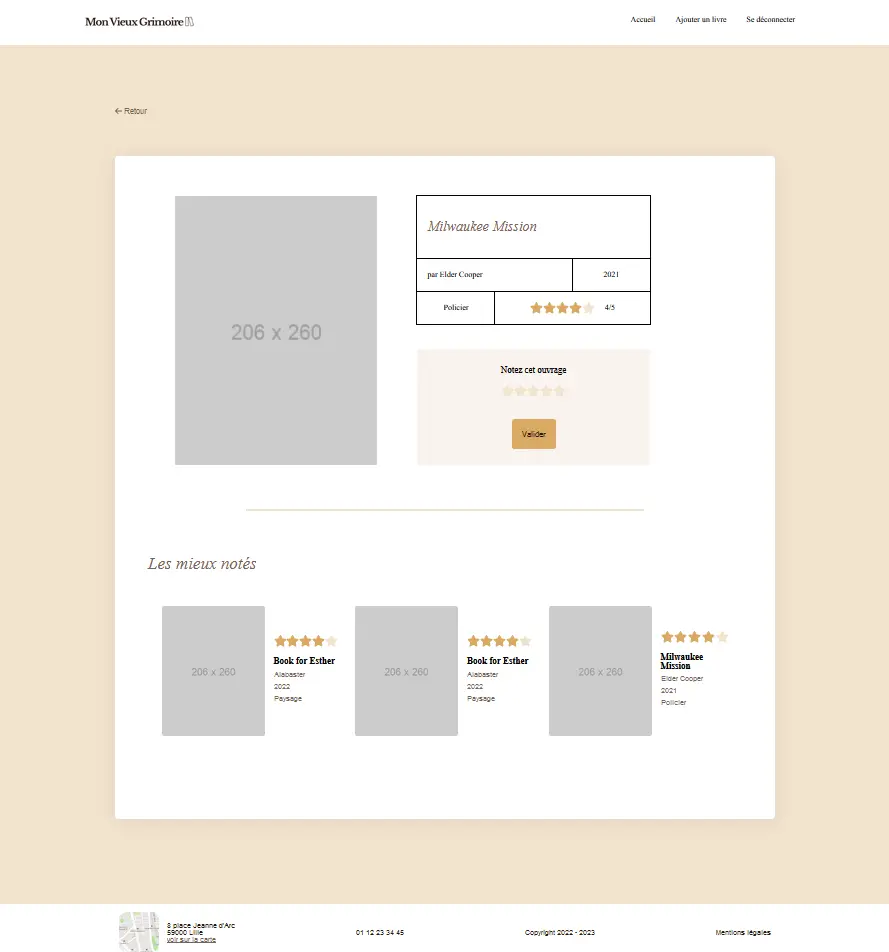 Mon Vieux Grimoire
Accueil
Ajouter un livre
Se déconnecter
← Retour
206 x 260
Milwaukee Mission
par Elder Cooper
2021
Policier
4/5
Notez cet ouvrage
Valider
Les mieux notés
206 x 260
Book for Esther
Alabaster
2022
Paysage
206 x 260
Book for Esther
Alabaster
2022
Paysage
206 x 260
Milwaukee
Mission
Elder Cooper
2021
Policier
8 place Jeanne d'Arc
59000 Lille
voir sur la carte
01 12 23 34 45
Copyright 2022 - 2023
Mentions légales